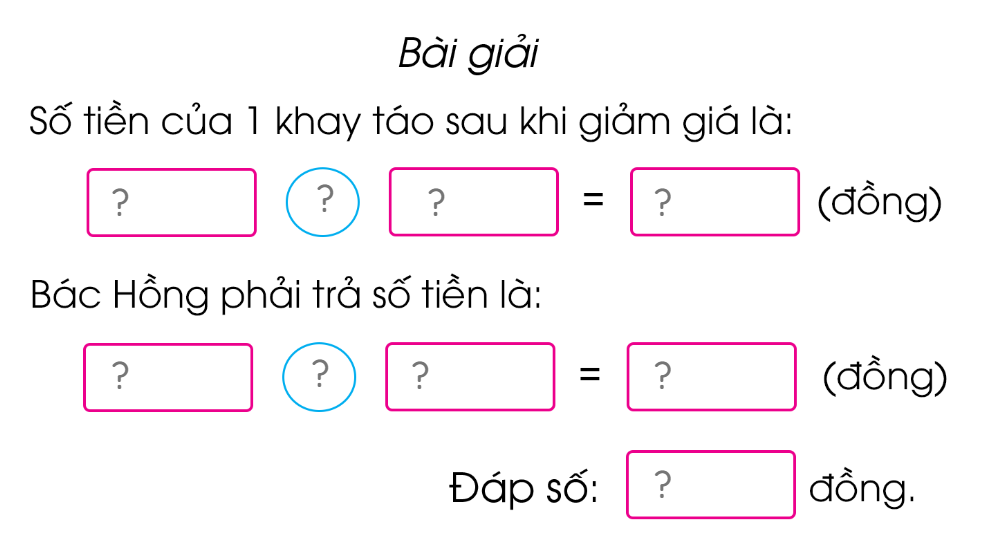 Bài giải
Số tiền của 1 khay táo sau khi giảm giá là:
? ? ? = ? (đồng)
Bác Hồng phải trả số tiền là:
? ? ? = ? (đồng)
Đáp số: ? đồng.